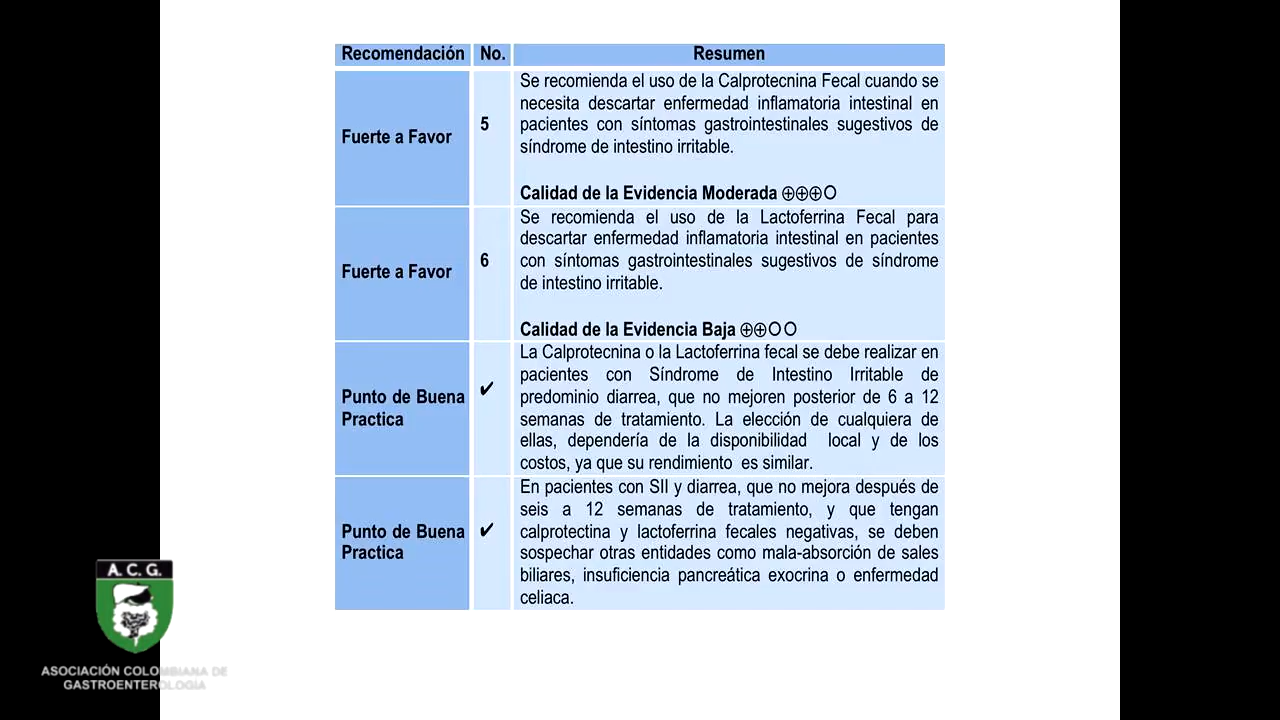 Recomendación No. Resumen
Fuerte a Favor
5
Se recomienda el uso de la Calprotecnina Fecal cuando se
necesita descartar enfermedad inflamatoria intestinal en
pacientes con síntomas gastrointestinales sugestivos de
síndrome de intestino irritable.
Calidad de la Evidencia Moderada ⊕⊕⊕O
Fuerte a Favor
6
Se recomienda el uso de la Lactoferrina Fecal para
descartar enfermedad inflamatoria intestinal en pacientes
con síntomas gastrointestinales sugestivos de síndrome
de intestino irritable.
Calidad de la Evidencia Baja ⊕⊕OO
Punto de Buena
Practica
✔
La Calprotecnina o la Lactoferrina fecal se debe realizar en
pacientes con Síndrome de Intestino Irritable de
predominio diarrea, que no mejoren posterior de 6 a 12
semanas de tratamiento. La elección de cualquiera de
ellas, dependería de la disponibilidad local y de los
costos, ya que su rendimiento es similar.
Punto de Buena
Practica
✔
En pacientes con SII y diarrea, que no mejora después de
seis a 12 semanas de tratamiento, y que tengan
calprotectina y lactoferrina fecales negativas, se deben
sospechar otras entidades como mala-absorción de sales
biliares, insuficiencia pancreática exocrina o enfermedad
celiaca.
A. C. G.
ASOCIACIÓN COLOMBIANA DE
GASTROENTEROLOGÍA